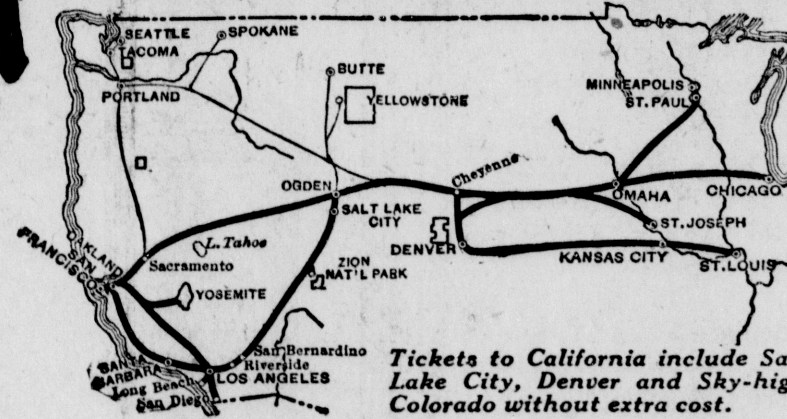 SEATTLE
TACOMA
SPOKANE
BUTTE
YELLOWSTONE
PORTLAND
MINNEAPOLIS
ST. PAUL
OGDEN
Cheyenne
OMAHA
CHICAGO
SALT LAKE
CITY
ST. JOSEPH
L. Tahoe
OAKLAND
SAN
FRANCISCO
Sacramento
DENVER
KANSAS CITY
ST. LOUIS
ZION
NAT'L PARK
YOSEMITE
San Bernardino
Riverside
SANTA
BARBARA
LOS ANGELES
Long Beach
San Diego
Tickets to California include Sa
Lake City, Denver and Sky-hig
Colorado without extra cost.